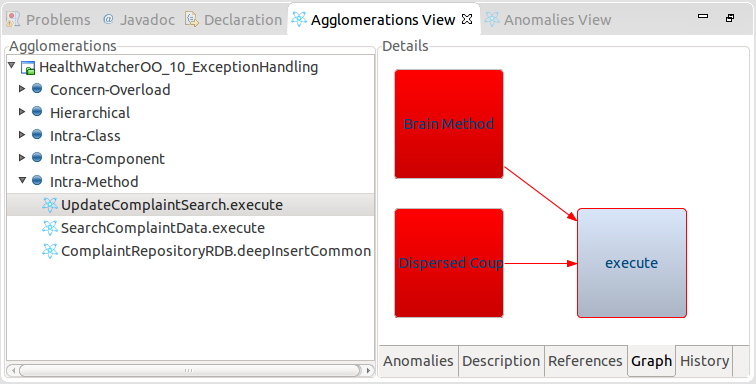 Problems @ Javadoc Declaration Agglomerations View Anomalies View
Agglomerations
HealthWatcherOO_10_ExceptionHandling
Concern-Overload
Hierarchical
Intra-Class
Intra-Component
Intra-Method
UpdateComplaintSearch.execute
SearchComplaintData.execute
ComplaintRepositoryRDB.deepInsertCommon
Details
Brain Method
Dispersed Coup
execute
Anomalies Description References Graph History